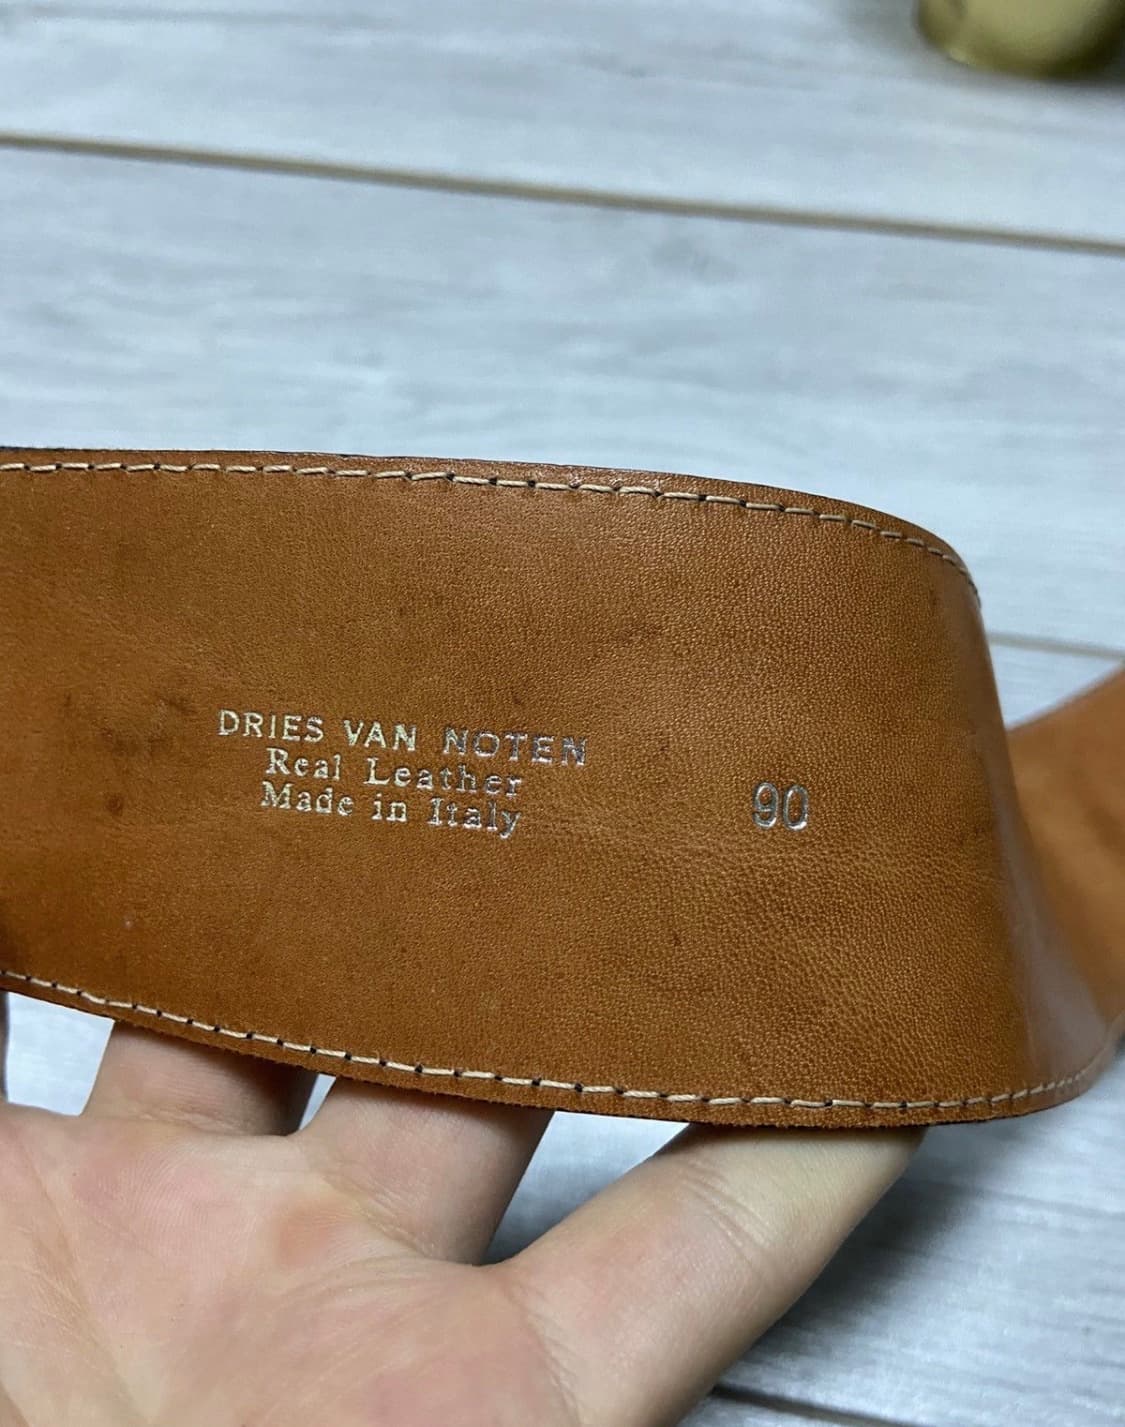 DRIES VAN NOTEN
Real Leather
Made in Italy
90